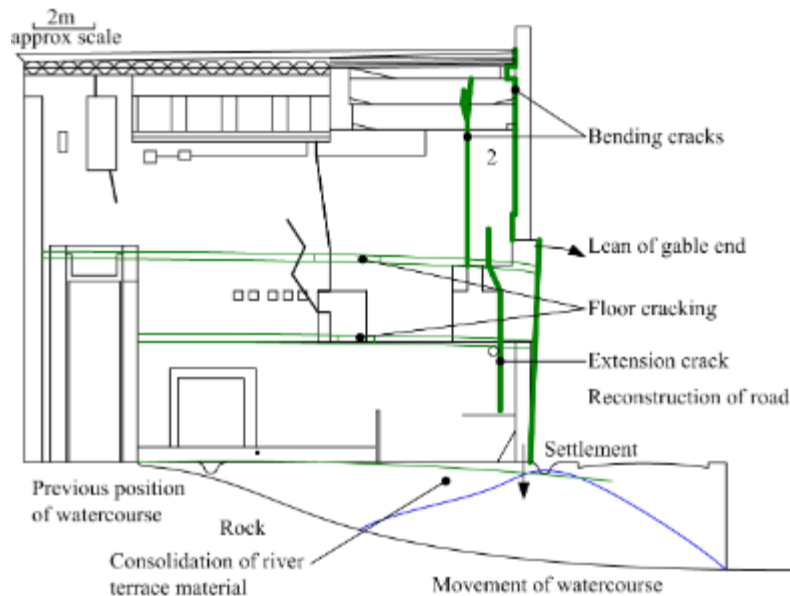 2m
approx scale
Bending cracks
2
Lean of gable end
Floor cracking
Extension crack
Reconstruction of road
Settlement
Previous position
of watercourse
Rock
Consolidation of river
terrace material
Movement of watercourse